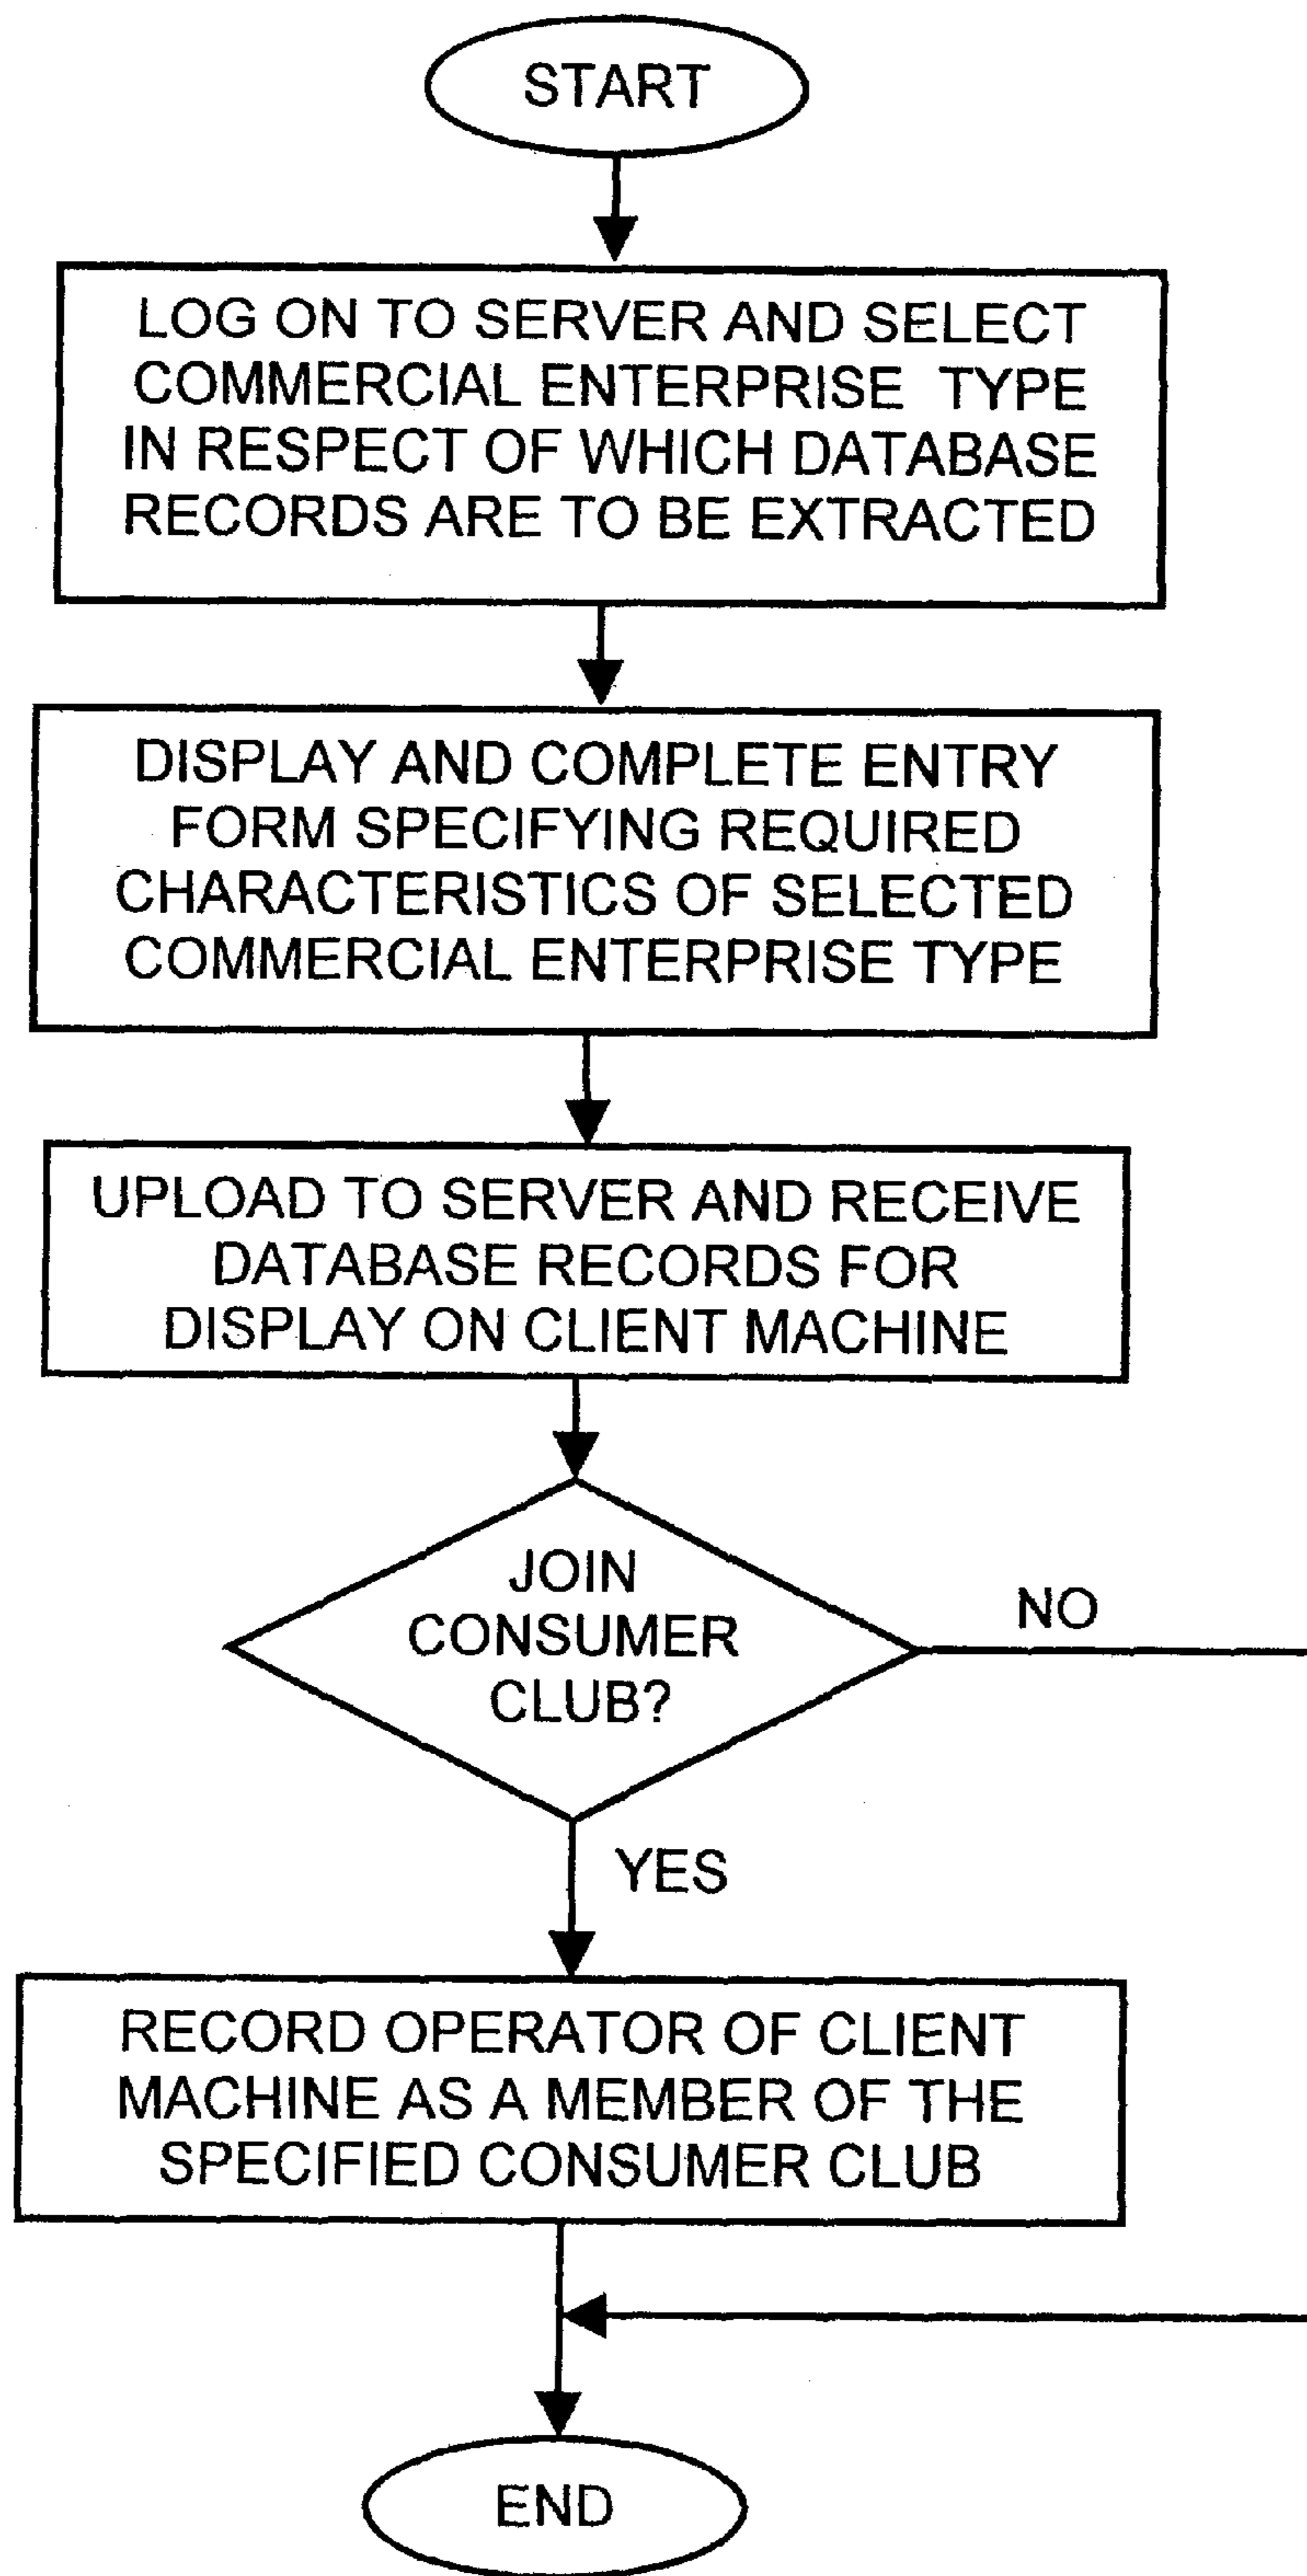 START
LOG ON TO SERVER AND SELECT
COMMERCIAL ENTERPRISE TYPE
IN RESPECT OF WHICH DATABASE
RECORDS ARE TO BE EXTRACTED
DISPLAY AND COMPLETE ENTRY
FORM SPECIFYING REQUIRED
CHARACTERISTICS OF SELECTED
COMMERCIAL ENTERPRISE TYPE
UPLOAD TO SERVER AND RECEIVE
DATABASE RECORDS FOR
DISPLAY ON CLIENT MACHINE
JOIN
CONSUMER
CLUB?
NO
YES
RECORD OPERATOR OF CLIENT
MACHINE AS A MEMBER OF THE
SPECIFIED CONSUMER CLUB
END